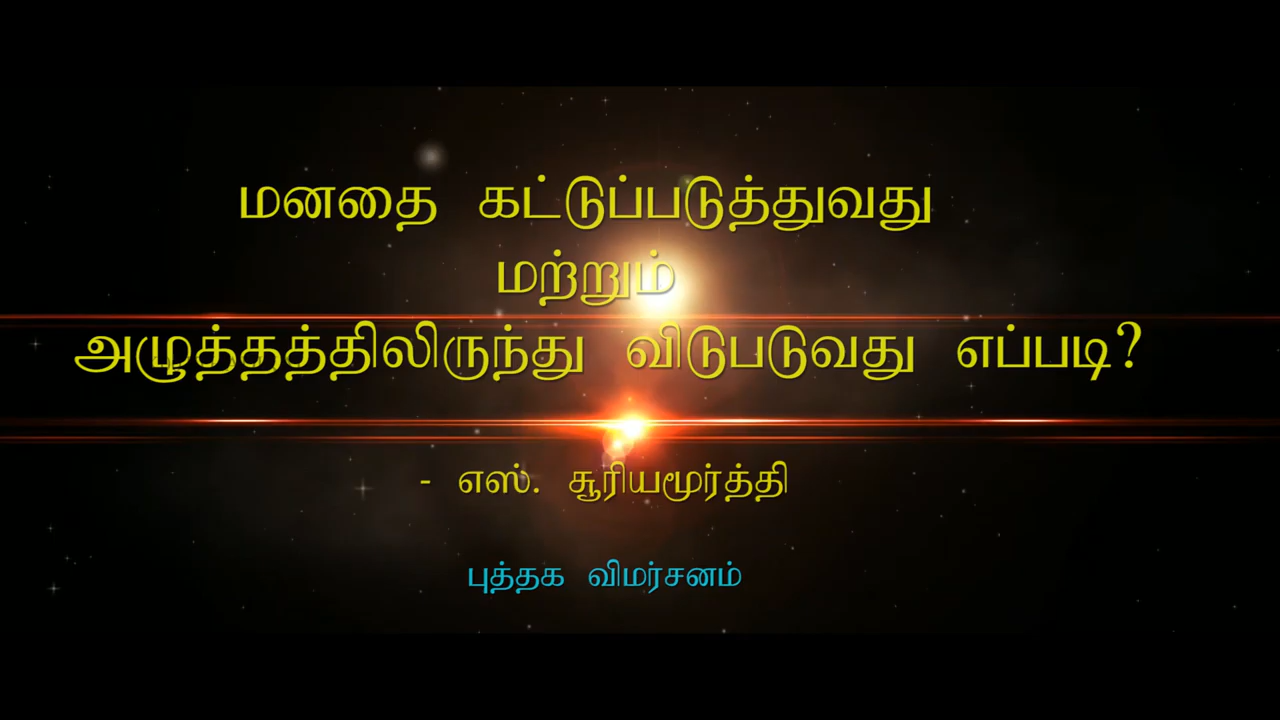 மனதை கட்டுப்படுத்துவது
மற்றும்
அழுத்தத்திலிருந்து விடுபடுவது எப்படி?
- எஸ். சூரியமூர்த்தி
புத்தக விமர்சனம்